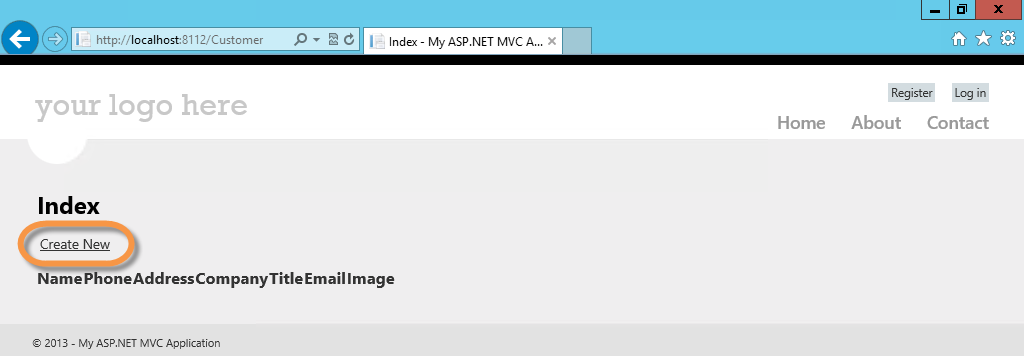 http://localhost:8112/Customer
Index - My ASP.NET MVC A...
your logo here
Register Log in
Home About Contact
Index
Create New
NamePhoneAddressCompanyTitleEmailImage
© 2013 - My ASP.NET MVC Application